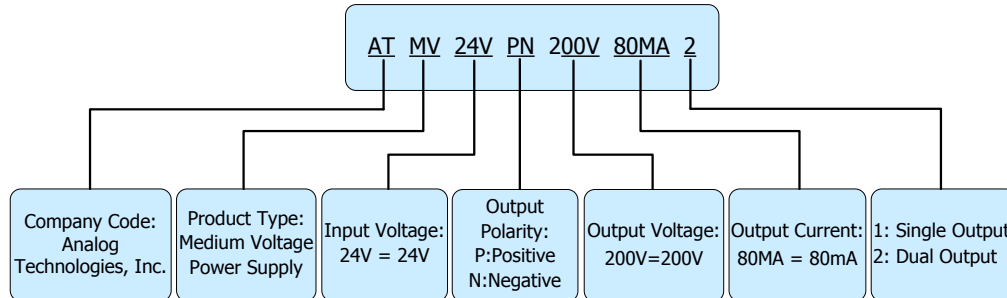 AT MV 24V PN 200V 80MA 2
Company Code:
Analog
Technologies, Inc.
Product Type:
Medium Voltage
Power Supply
Input Voltage:
24V = 24V
Output
Polarity:
P:Positive
N:Negative
Output Voltage:
200V=200V
Output Current:
80MA = 80mA
1: Single Output
2: Dual Output